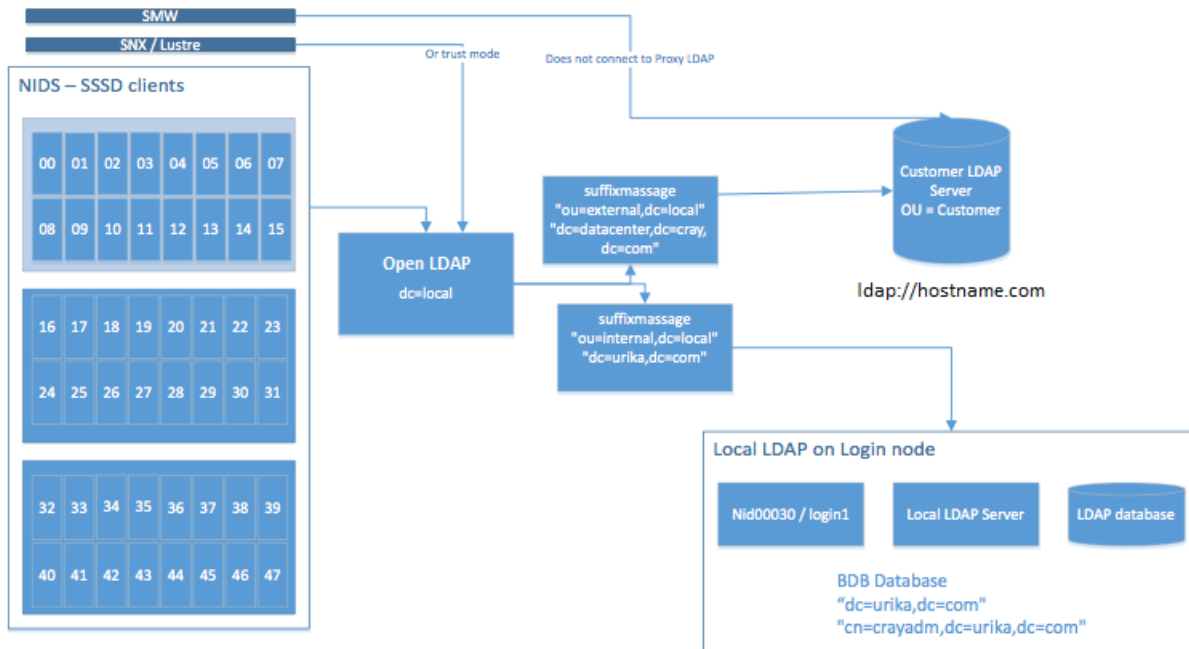 SMW
SNX / Lustre
Or trust mode
Does not connect to Proxy LDAP
NIDS – SSSD clients
00 01 02 03 04 05 06 07
08 09 10 11 12 13 14 15
16 17 18 19 20 21 22 23
24 25 26 27 28 29 30 31
32 33 34 35 36 37 38 39
40 41 42 43 44 45 46 47
Open LDAP
dc=local
suffixmassage
"ou=external,dc=local"
"dc=datacenter,dc=cray,
dc=com"
suffixmassage
"ou=internal,dc=local"
"dc=urika,dc=com"
Customer LDAP
Server
OU = Customer
ldap://hostname.com
Local LDAP on Login node
Nid00030 / login1
Local LDAP Server
LDAP database
BDB Database
“dc=urika,dc=com"
"cn=crayadm,dc=urika,dc=com"